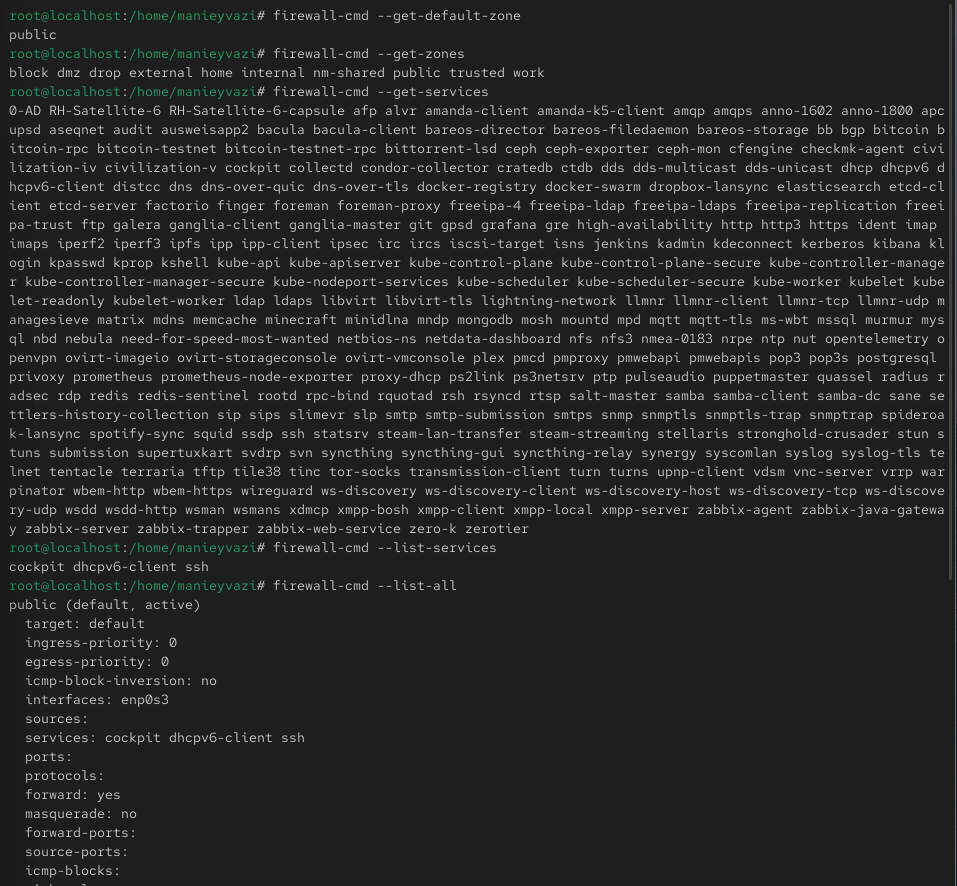 root@localhost:/home/manieyvazi# firewall-cmd --get-default-zone
public
root@localhost:/home/manieyvazi# firewall-cmd --get-zones
block dmz drop external home internal nm-shared public trusted work
root@localhost:/home/manieyvazi# firewall-cmd --get-services
0-AD RH-Satellite-6 RH-Satellite-6-capsule afp alvr amanda-client amanda-k5-client amqp amqps anno-1602 anno-1800 apc
upsd aseqnet audit ausweisapp2 bacula bacula-client bareos-director bareos-filedaemon bareos-storage bb bgp bitcoin b
itcoin-rpc bitcoin-testnet bitcoin-testnet-rpc bittorrent-lsd ceph ceph-exporter ceph-mon cfengine checkmk-agent civi
lization-iv civilization-v cockpit collectd condor-collector cratedb ctdb dds dds-multicast dds-unicast dhcp dhcpv6 d
hcpv6-client distcc dns dns-over-quic dns-over-tls docker-registry docker-swarm dropbox-lansync elasticsearch etcd-cl
ient etcd-server factorio finger foreman foreman-proxy freeipa-4 freeipa-ldap freeipa-ldaps freeipa-replication freei
pa-trust ftp galera ganglia-client ganglia-master git gpsd grafana gre high-availability http http3 https ident imap
imaps iperf2 iperf3 ipfs ipp ipp-client ipsec irc ircs iscsi-target isns jenkins kadmin kdeconnect kerberos kibana kl
ogin kpasswd kprop kshell kube-api kube-apiserver kube-control-plane kube-control-plane-secure kube-controller-manage
r kube-controller-manager-secure kube-nodeport-services kube-scheduler kube-scheduler-secure kube-worker kubelet kube
let-readonly kubelet-worker ldap ldaps libvirt libvirt-tls lightning-network llmnr llmnr-client llmnr-tcp llmnr-udp m
anagesieve matrix mdns memcache minecraft minidlna mndp mongodb mosh mountd mpd mqtt mqtt-tls ms-wbt mssql murmur mys
ql nbd nebula need-for-speed-most-wanted netbios-ns netdata-dashboard nfs nfs3 nmea-0183 nrpe ntp nut opentelemetry o
penvpn ovirt-imageio ovirt-storageconsole ovirt-vmconsole plex pmcd pmproxy pmwebapi pmwebapis pop3 pop3s postgresql
privoxy prometheus prometheus-node-exporter proxy-dhcp ps2link ps3netsrv ptp pulseaudio puppetmaster quassel radius r
adsec rdp redis redis-sentinel rootd rpc-bind rquotad rsh rsyncd rtsp salt-master samba samba-client samba-dc sane se
ttlers-history-collection sip sips slimevr slp smtp smtp-submission smtps snmp snmptls snmptls-trap snmptrap spideroa
k-lansync spotify-sync squid ssdp ssh statsrv steam-lan-transfer steam-streaming stellaris stronghold-crusader stun s
tuns submission supertuxkart svdrp svn syncthing syncthing-gui syncthing-relay synergy syscomlan syslog syslog-tls te
lnet tentacle terraria tftp tile38 tinc tor-socks transmission-client turn turns upnp-client vdsm vnc-server vrrp war
pinator wbem-http wbem-https wireguard ws-discovery ws-discovery-client ws-discovery-host ws-discovery-tcp ws-discove
ry-udp wsdd wsdd-http wsman wsmans xdmcp xmpp-bosh xmpp-client xmpp-local xmpp-server zabbix-agent zabbix-java-gatewa
y zabbix-server zabbix-trapper zabbix-web-service zero-k zerotier
root@localhost:/home/manieyvazi# firewall-cmd --list-services
cockpit dhcpv6-client ssh
root@localhost:/home/manieyvazi# firewall-cmd --list-all
public (default, active)
  target: default
  ingress-priority: 0
  egress-priority: 0
  icmp-block-inversion: no
  interfaces: enp0s3
  sources:
  services: cockpit dhcpv6-client ssh
  ports:
  protocols:
  forward: yes
  masquerade: no
  forward-ports:
  source-ports:
  icmp-blocks: